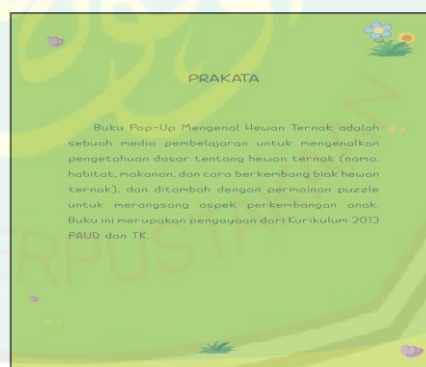 PRAKATA
Buku Pop-Up Mengenal Hewan Ternak adalah
sebuah media pembelajaran untuk mengenalkan
pengetahuan dasar tentang hewan ternak (nama,
habitat, makanan, dan cara berkembang biak hewan
ternak), dan ditambah dengan permainan puzzle
untuk merangsang aspek perkembangan anak.
Buku ini merupakan pengayaan dari Kurikulum 2013
PAUD dan TK.